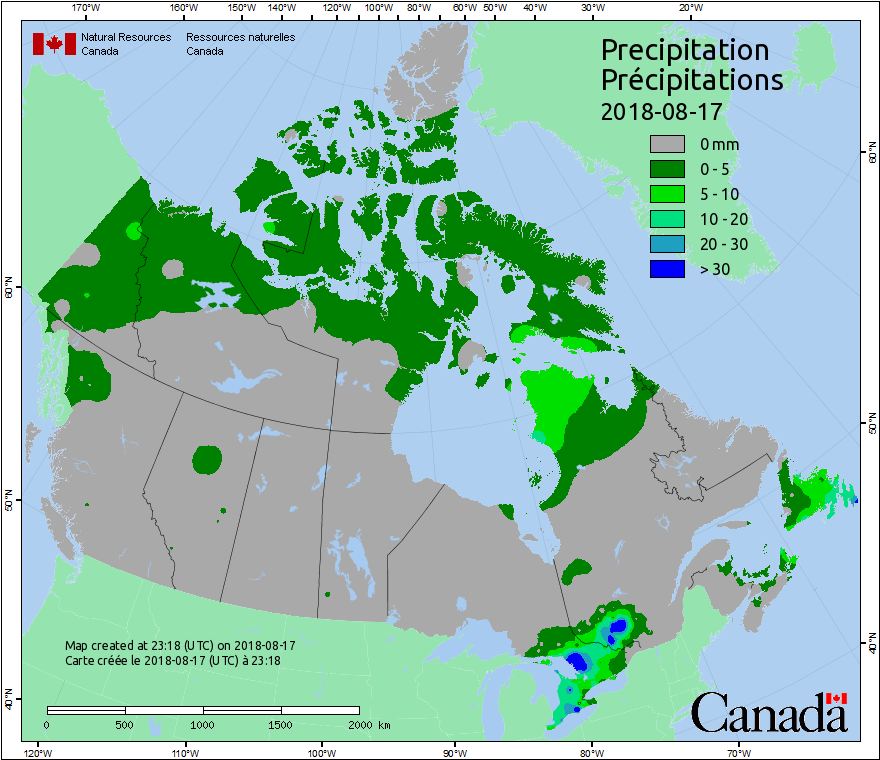 170°W 160°W 150°W 140°W 130°W 120°W 110°W 100°W 90°W 80°W 70°W 60°W 50°W 40°W 30°W 20°W
Natural Resources Ressources naturelles
Canada Canada
Precipitation
Précipitations
2018-08-17
0 mm
0 - 5
5 - 10
10 - 20
20 - 30
> 30
60°N
60°N
50°N
50°N
40°N
40°N
Map created at 23:18 (UTC) on 2018-08-17
Carte créée le 2018-08-17 (UTC) à 23:18
0 500 1000 1500 2000 km
Canada
120°W 110°W 100°W 90°W 80°W 70°W